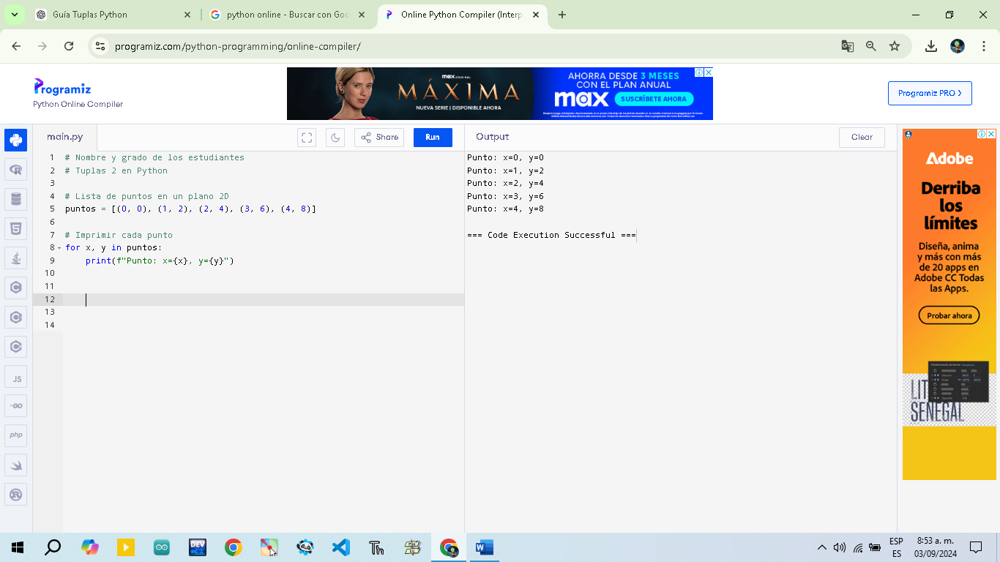 Guía Tuplas Python
python online - Buscar con Goo
Online Python Compiler (Interp
programiz.com/python-programming/online-compiler/
Programiz
Python Online Compiler
max ORIGINAL
MÁXIMA
NUEVA SERIE | DISPONIBLE AHORA
AHORRA DESDE 3 MESES
CON EL PLAN ANUAL
max SUSCRÍBETE AHORA
Programiz PRO >
main.py
Share
Run
Output
Clear
1 # Nombre y grado de los estudiantes
2 # Tuplas 2 en Python
3
4 # Lista de puntos en un plano 2D
5 puntos = [(0, 0), (1, 2), (2, 4), (3, 6), (4, 8)]
6
7 # Imprimir cada punto
8 for x, y in puntos:
9 print(f"Punto: x={x}, y={y}")
10
11
12
13
14
Punto: x=0, y=0
Punto: x=1, y=2
Punto: x=2, y=4
Punto: x=3, y=6
Punto: x=4, y=8
=== Code Execution Successful ===
JS
GO
php
Adobe
Derriba
los
límites
Diseña, anima
y más con más
de 20 apps en
Adobe CC Todas
las Apps.
Probar ahora
SENEGAL
DEV
Th
ESP
ES
8:53 a. m.
03/09/2024